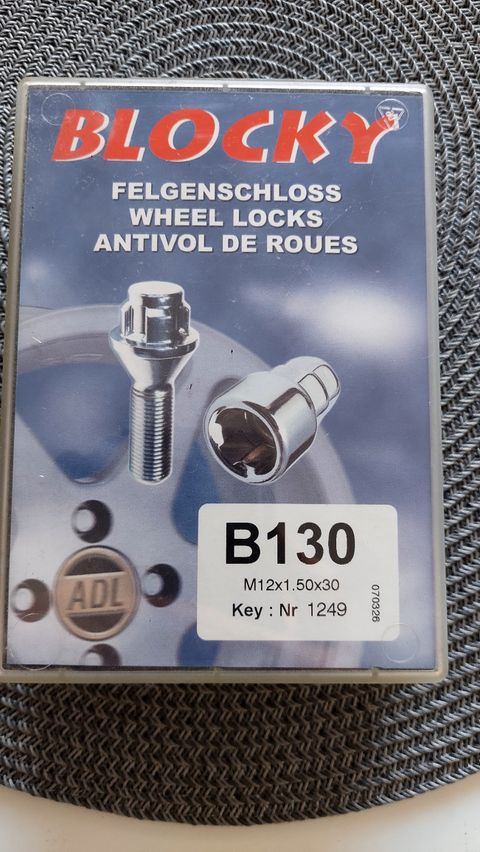 BLOCKY
FELGENSCHLOSS
WHEEL LOCKS
ANTIVOL DE ROUES
ADL
B130
M12x1.50x30
Key : Nr 1249
070326